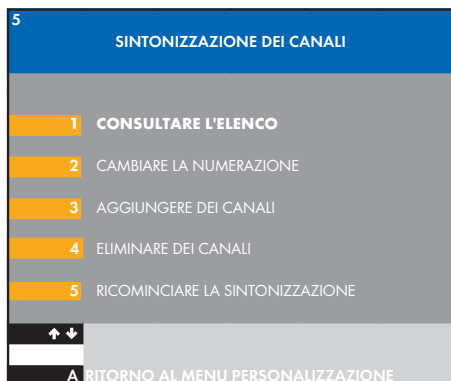 5
SINTONIZZAZIONE DEI CANALI
1 CONSULTARE L'ELENCO
2 CAMBIARE LA NUMERAZIONE
3 AGGIUNGERE DEI CANALI
4 ELIMINARE DEI CANALI
5 RICOMINCIARE LA SINTONIZZAZIONE
A RITORNO AL MENU PERSONALIZZAZIONE